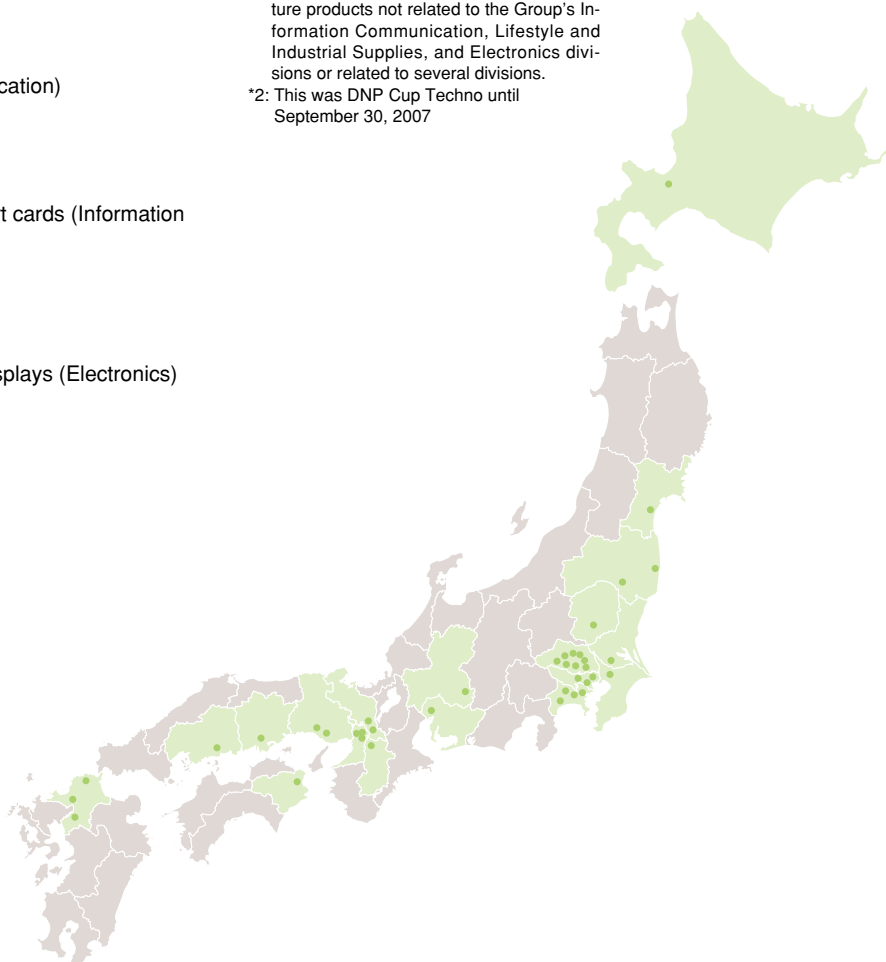 ture products not related to the Group's In-
formation Communication, Lifestyle and
Industrial Supplies, and Electronics divi-
sions or related to several divisions.
*2: This was DNP Cup Techno until
September 30, 2007
cation)
t cards (Information
splays (Electronics)